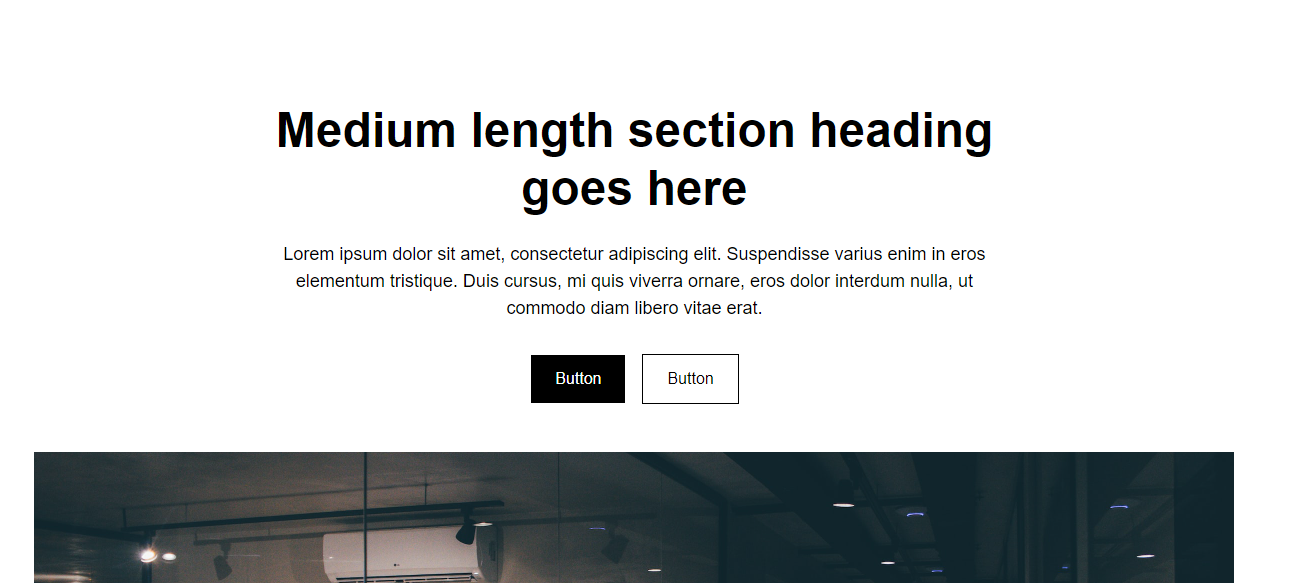 Medium length section heading
goes here
Lorem ipsum dolor sit amet, consectetur adipiscing elit. Suspendisse varius enim in eros
elementum tristique. Duis cursus, mi quis viverra ornare, eros dolor interdum nulla, ut
commodo diam libero vitae erat.
Button
Button